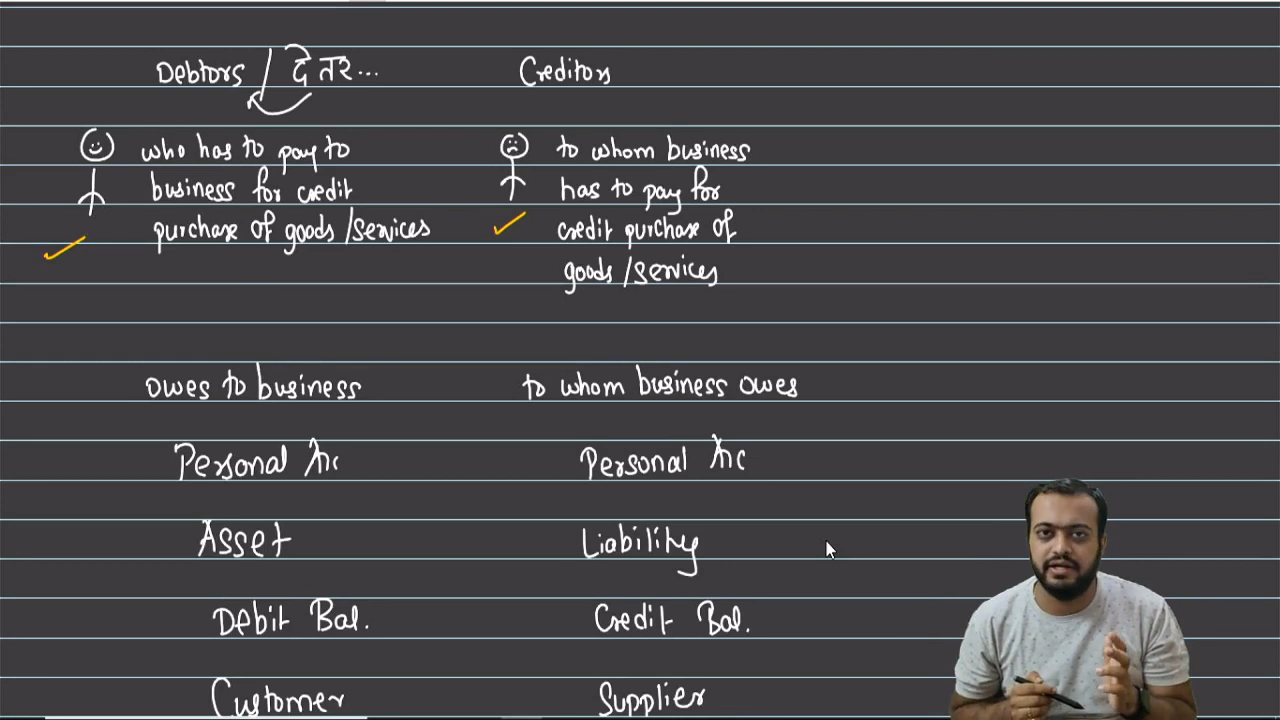 Debtors / दे तर...
who has to pay to
business for credit
purchase of goods/services
owes to business
Personal A/c
Asset
Debit Bal.
Customer
Creditors
to whom business
has to pay for
credit purchase of
goods/services
to whom business owes
Personal A/c
Liability
Credit Bal.
Supplier